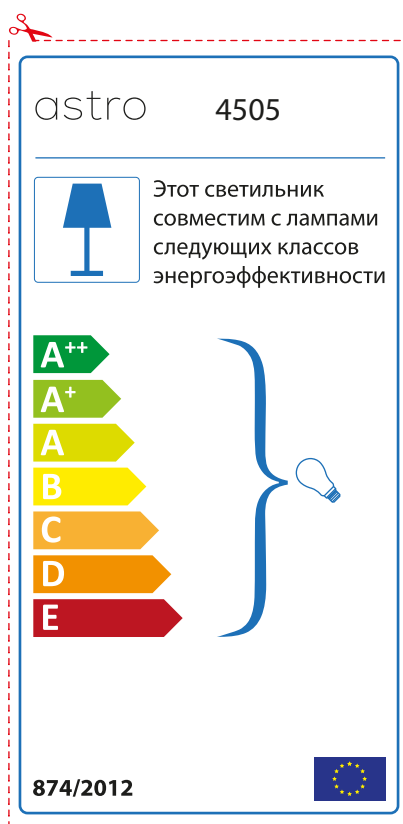 astro 4505
Этот светильник
совместим с лампами
следующих классов
энергоэффективности
A++
A+
A
B
C
D
E
874/2012